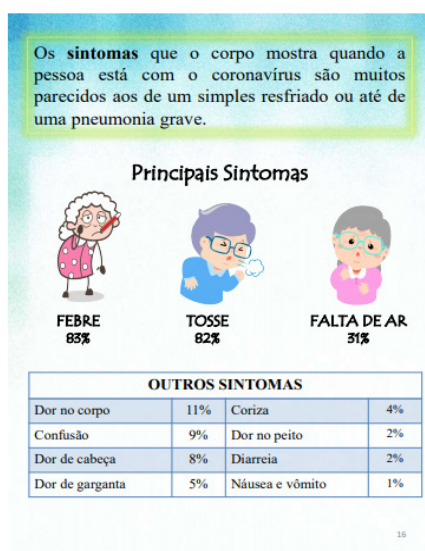 Os sintomas que o corpo mostra quando a
pessoa está com o coronavírus são muitos
parecidos aos de um simples resfriado ou até de
uma pneumonia grave.
Principais Sintomas
FEBRE
83%
TOSSE
82%
FALTA DE AR
31%
OUTROS SINTOMAS
Dor no corpo 11% Coriza 4%
Confusão 9% Dor no peito 2%
Dor de cabeça 8% Diarreia 2%
Dor de garganta 5% Náusea e vômito 1%
16